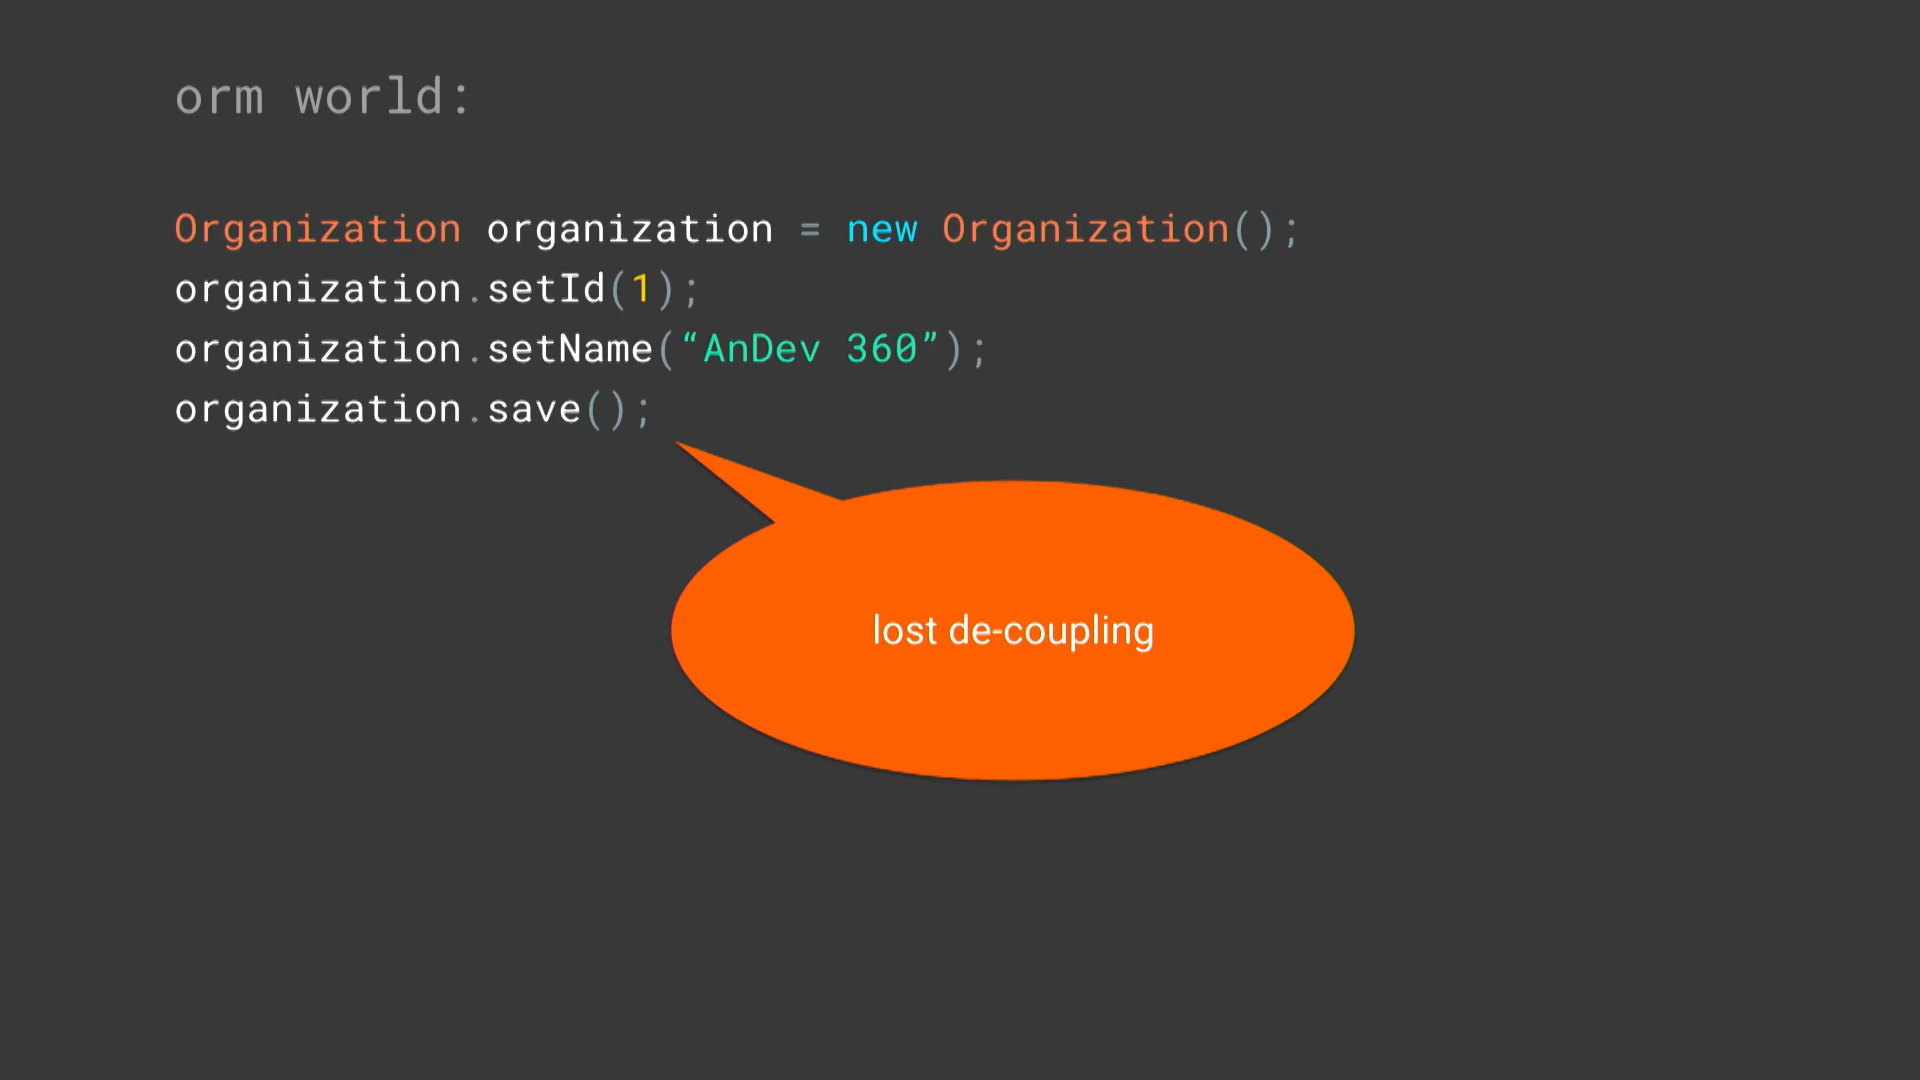 orm world:
Organization organization = new Organization();
organization.setId(1);
organization.setName(“AnDev 360”);
organization.save();
lost de-coupling